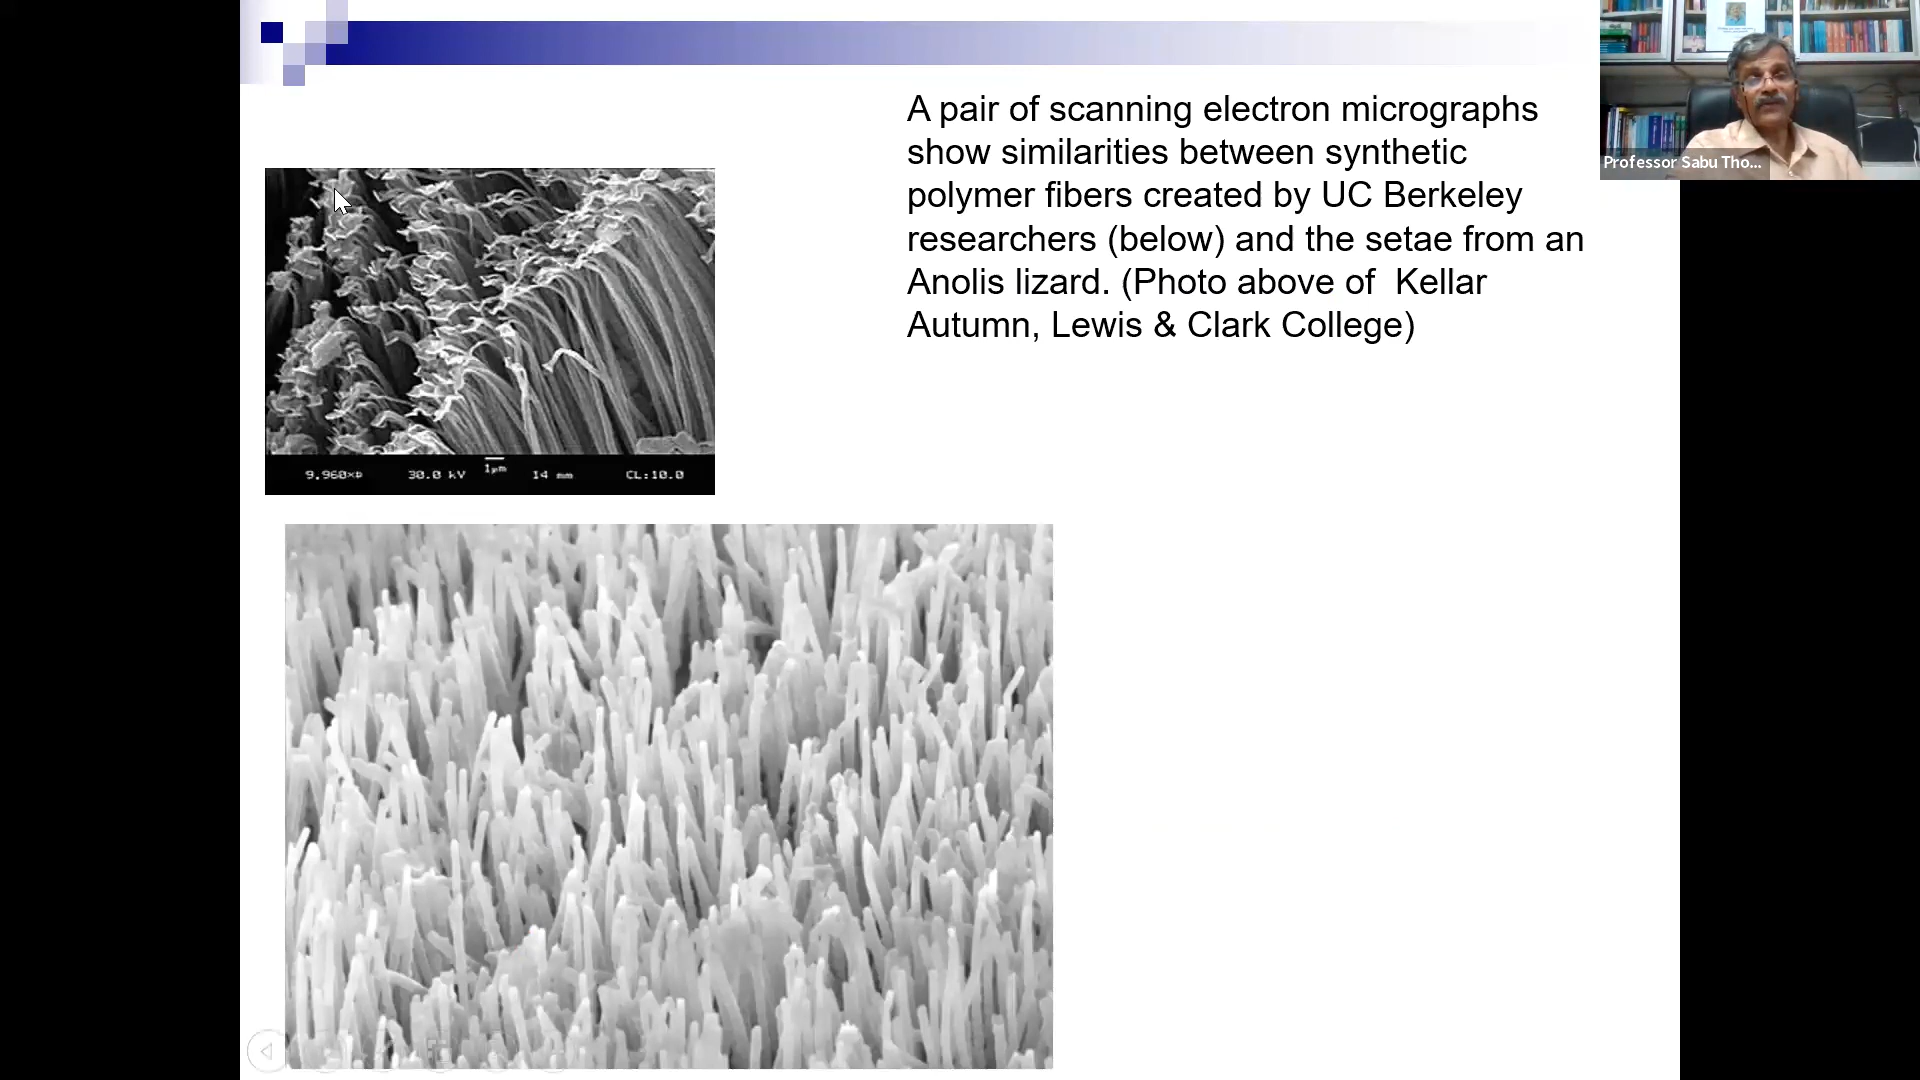 A pair of scanning electron micrographs
show similarities between synthetic
polymer fibers created by UC Berkeley
researchers (below) and the setae from an
Anolis lizard. (Photo above of  Kellar
Autumn, Lewis & Clark College)
Professor Sabu Tho...
9.960×D 30.0 kV 1µm 14 mm CL:10.0